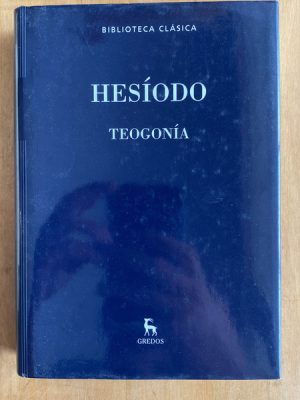 BIBLIOTECA CLÁSICA
HESÍODO
TEOGONÍA
GREDOS